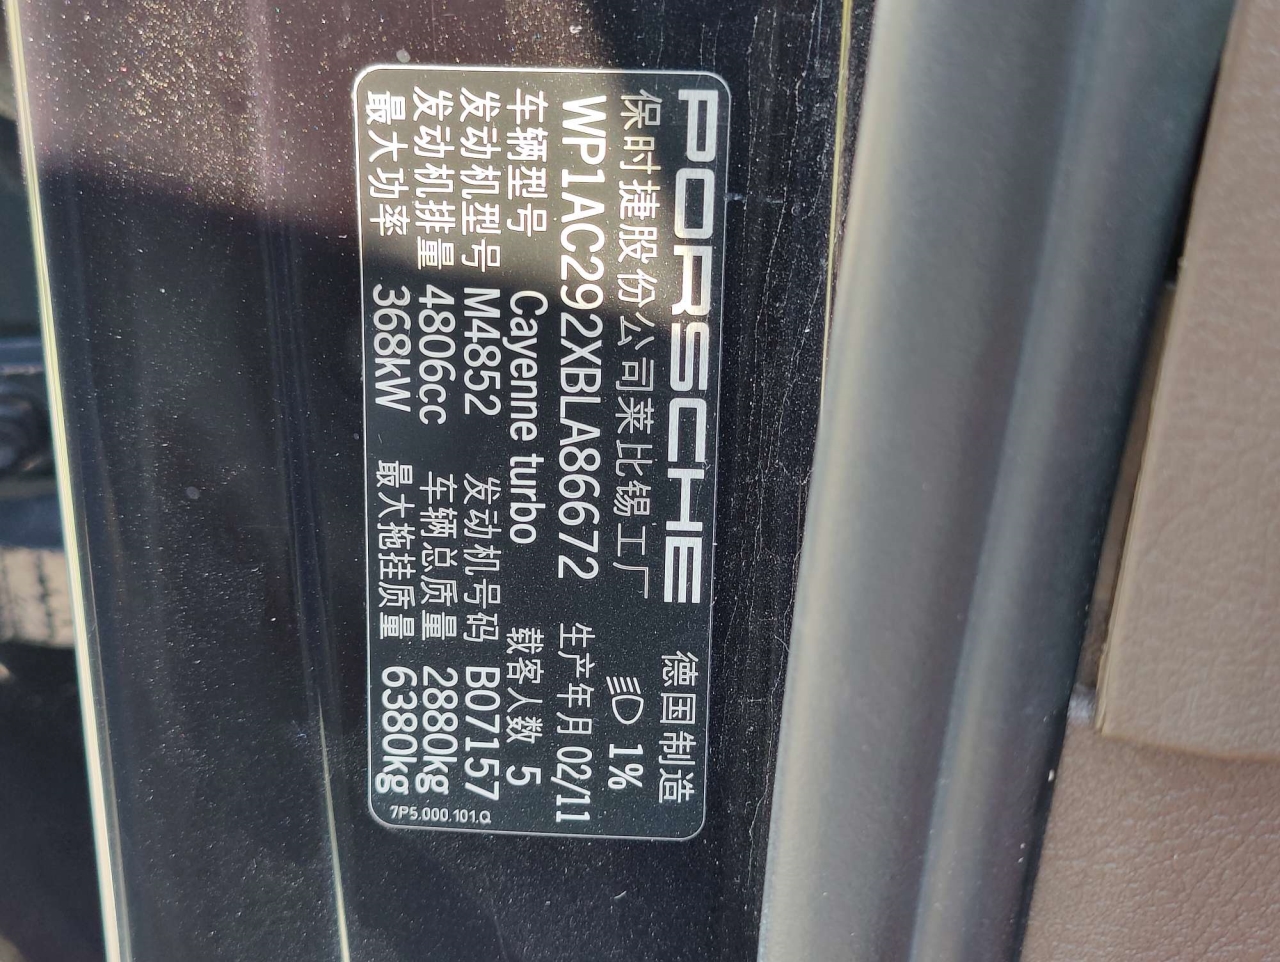 PORSCHE 德国制造
保时捷股份公司莱比锡工厂 1%
WP1AC292XBLA86672 生产年月 02/11
车辆型号 Cayenne turbo 载客人数 5
发动机型号 M4852 发动机号码 B07157
发动机排量 4806cc 车辆总质量 2880kg
最大功率 368kW 最大拖挂质量 6380kg
7P5.000.101.Q